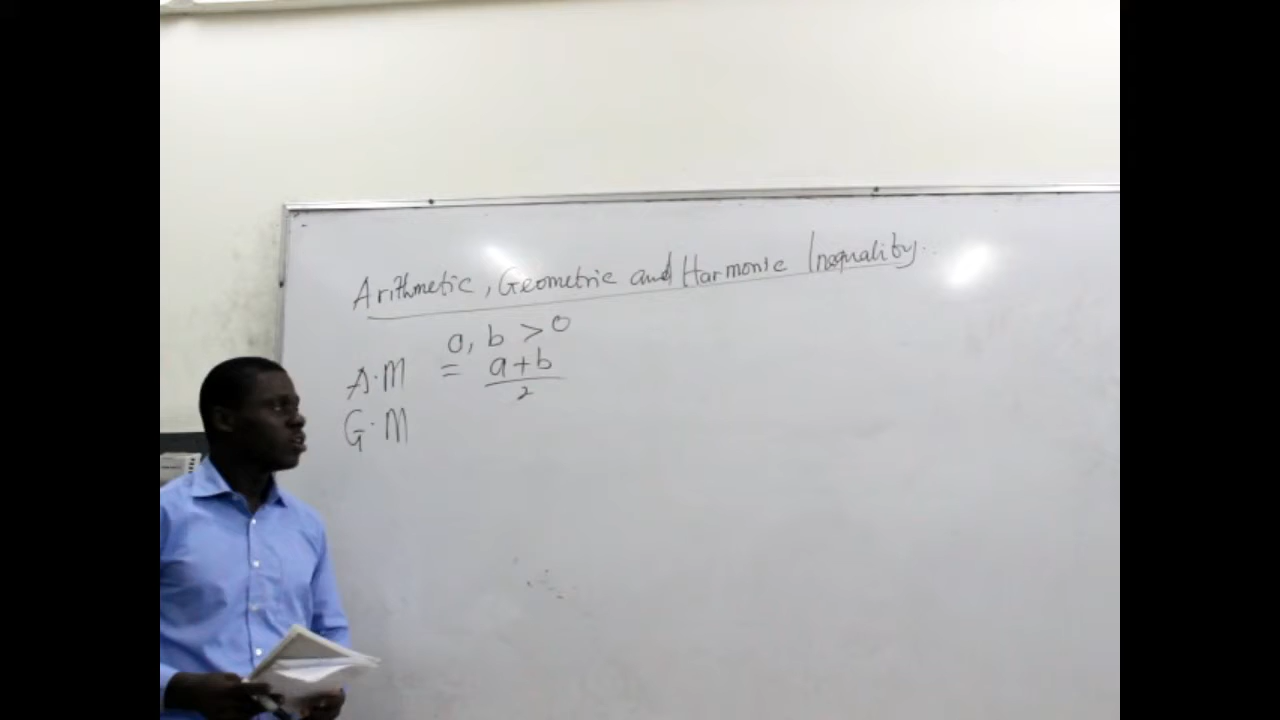 Arithmetic, Geometric and Harmonic Inequality.
a, b > 0
A.M = a+b
2
G.M